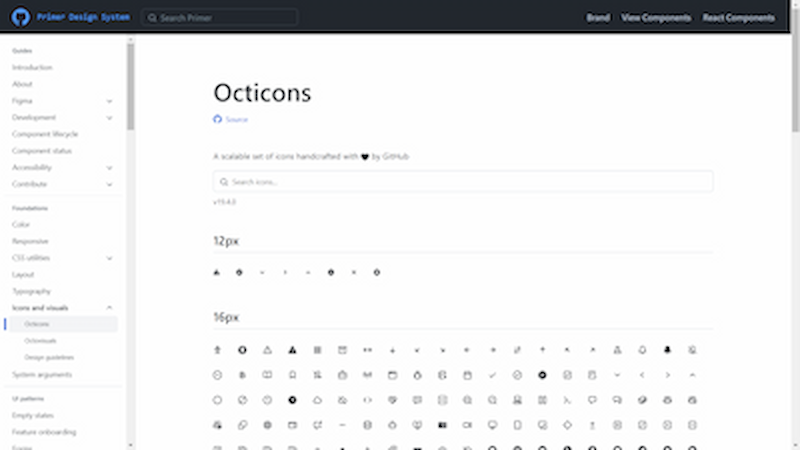 Primer Design System
Search Primer
Brand
View Components
React Components
Guides
Introduction
About
Figma
Development
Component lifecycle
Component status
Accessibility
Contribute
Foundations
Color
Responsive
CSS utilities
Layout
Typography
Icons and visuals
Octicons
Octovisuals
Design guidelines
System arguments
UI patterns
Empty states
Feature onboarding
Forms
Octicons
Source
A scalable set of icons handcrafted with by GitHub
Search icons...
v19.4.0
12px
16px